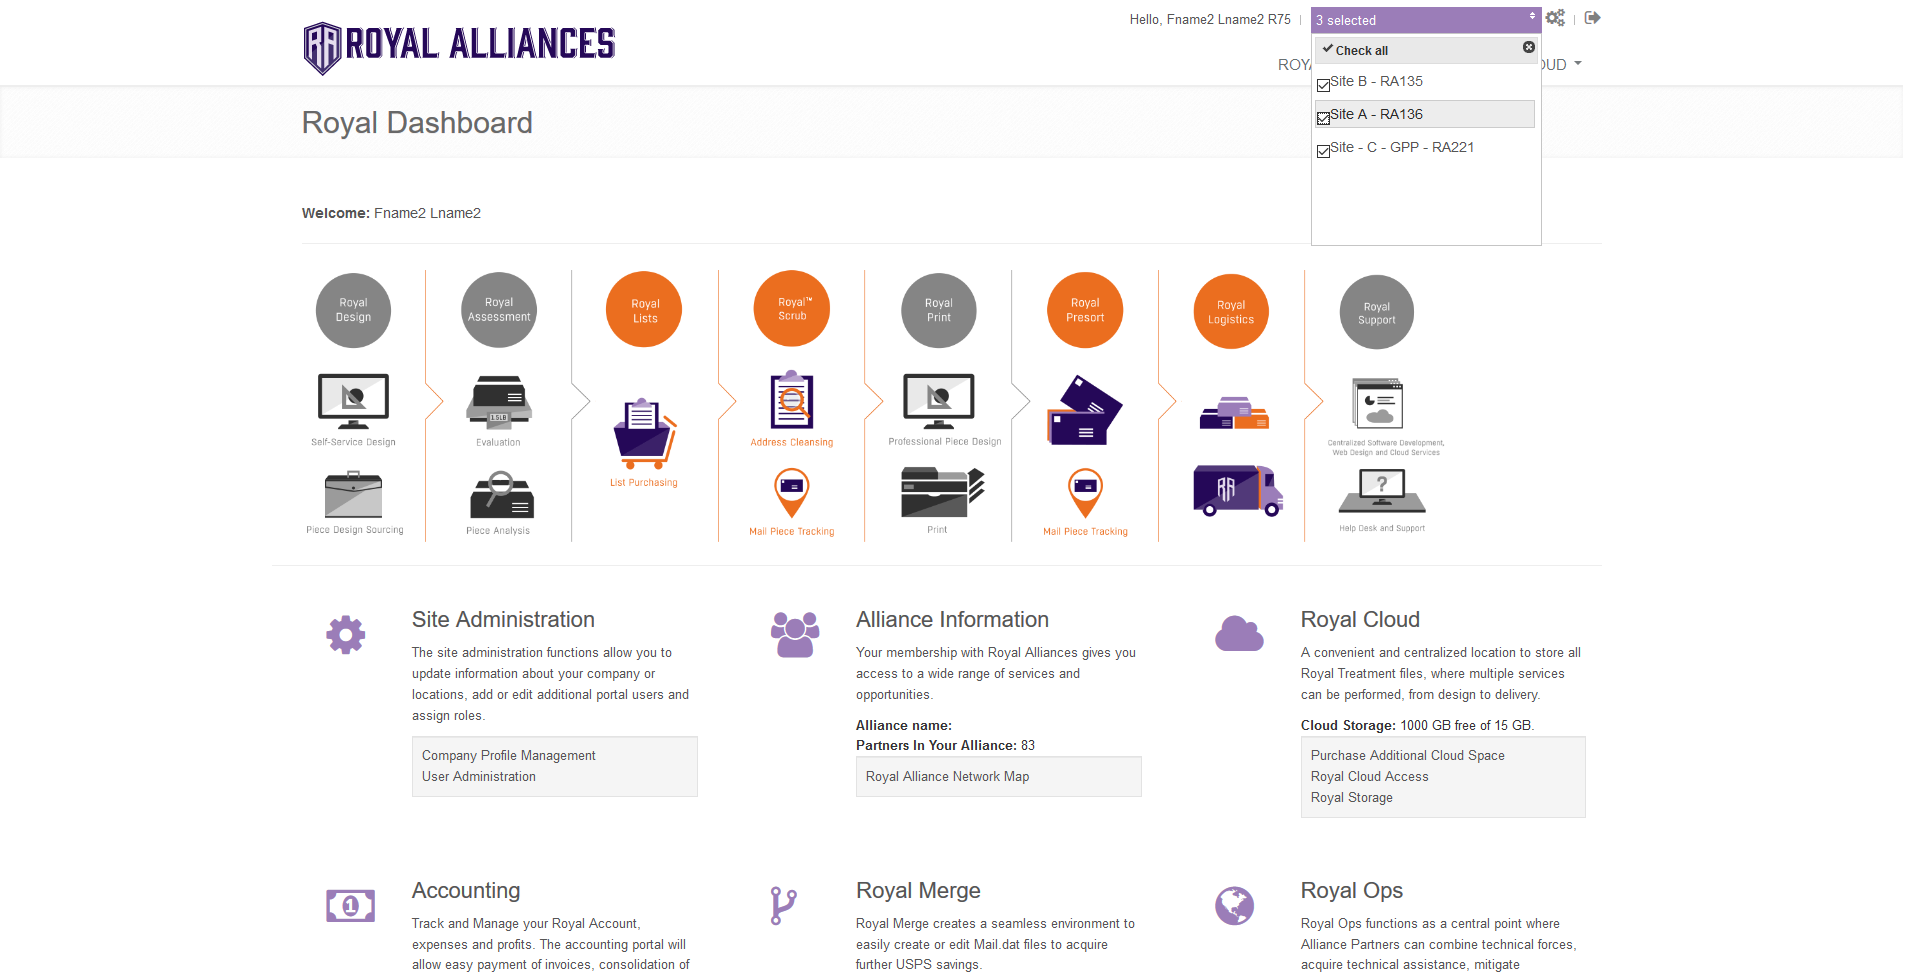 Hello, Fname2 Lname2 R75
3 selected
ROYAL ALLIANCES
Check all
ROYA
OUD
Site B - RA135
Site A - RA136
Site - C - GPP - RA221
Royal Dashboard
Welcome: Fname2 Lname2
Royal
Design
Self-Service Design
Piece Design Sourcing
Royal
Assessment
1.5LB
Evaluation
Piece Analysis
Royal
Lists
List Purchasing
Royal™
Scrub
Address Cleansing
Mail Piece Tracking
Royal
Print
Professional Piece Design
Print
Royal
Presort
Mail Piece Tracking
Royal
Logistics
RA
Royal
Support
Centralized Software Development,
Web Design and Cloud Services
?
Help Desk and Support
Site Administration
The site administration functions allow you to
update information about your company or
locations, add or edit additional portal users and
assign roles.
Company Profile Management
User Administration
Alliance Information
Your membership with Royal Alliances gives you
access to a wide range of services and
opportunities.
Alliance name:
Partners In Your Alliance: 83
Royal Alliance Network Map
Royal Cloud
A convenient and centralized location to store all
Royal Treatment files, where multiple services
can be performed, from design to delivery.
Cloud Storage: 1000 GB free of 15 GB.
Purchase Additional Cloud Space
Royal Cloud Access
Royal Storage
1
Accounting
Track and Manage your Royal Account,
expenses and profits. The accounting portal will
allow easy payment of invoices, consolidation of
Royal Merge
Royal Merge creates a seamless environment to
easily create or edit Mail.dat files to acquire
further USPS savings.
Royal Ops
Royal Ops functions as a central point where
Alliance Partners can combine technical forces,
acquire technical assistance, mitigate